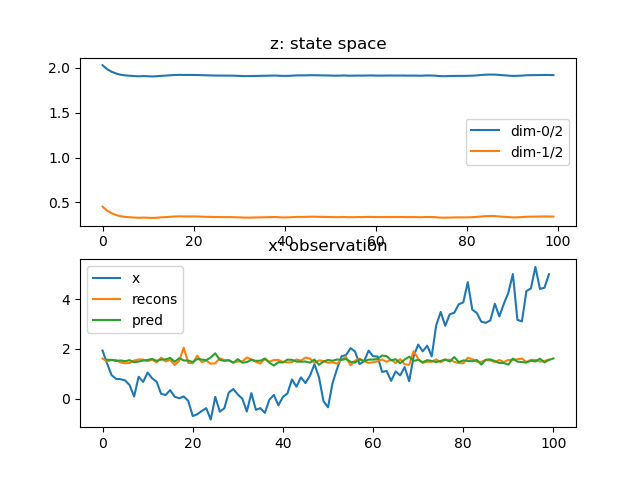 z: state space
2.0
1.5
1.0
0.5
dim-0/2
dim-1/2
0 20 40 60 80 100
x: observation
x
recons
pred
4
2
0
0 20 40 60 80 100